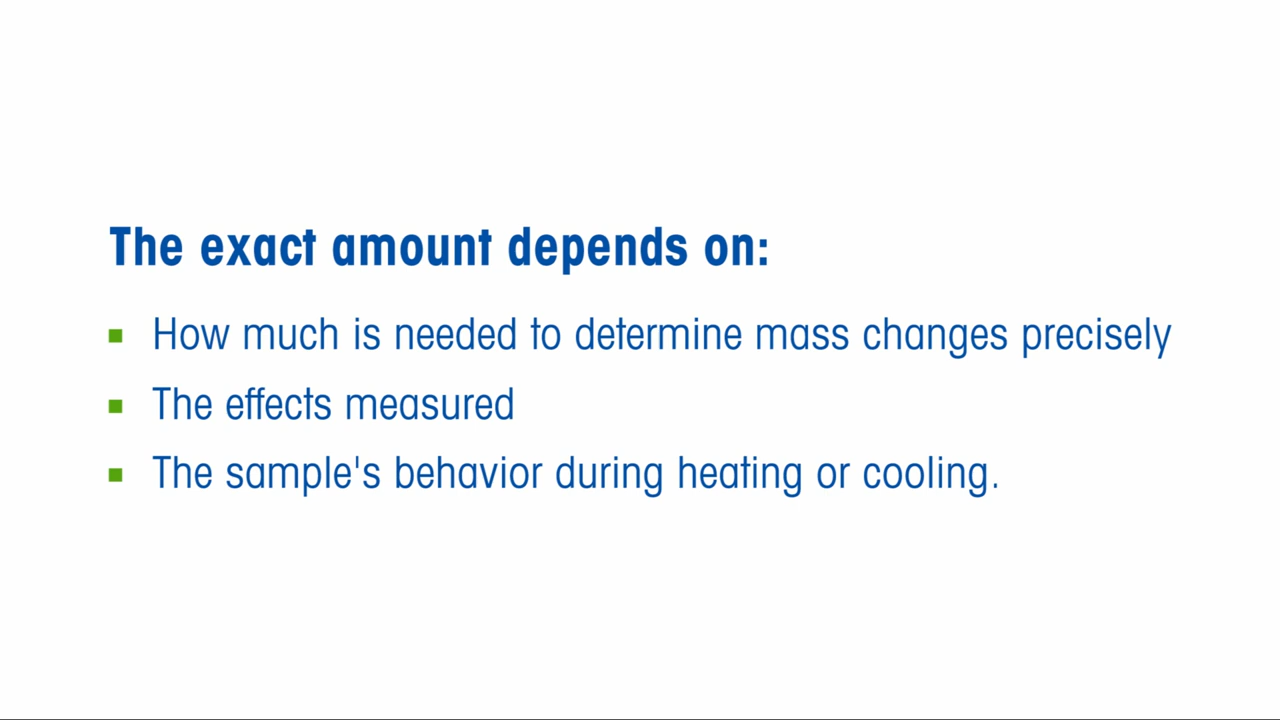 The exact amount depends on:
How much is needed to determine mass changes precisely
The effects measured
The sample's behavior during heating or cooling.